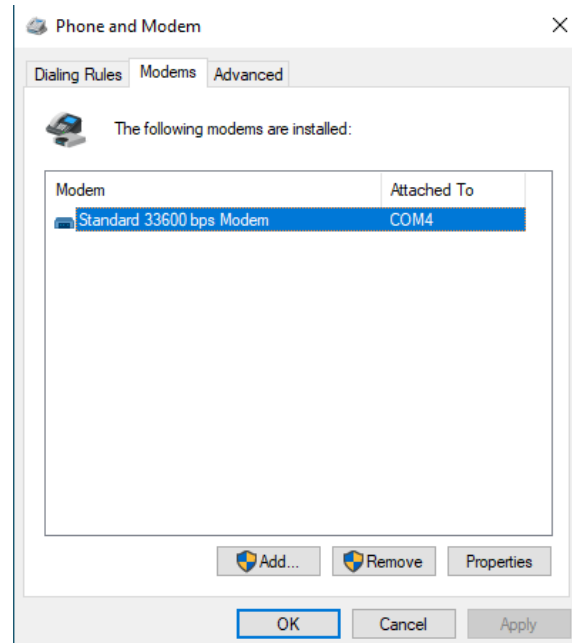 Phone and Modem
Dialing Rules Modems Advanced
The following modems are installed:
Modem Attached To
Standard 33600 bps Modem COM4
Add... Remove Properties
OK Cancel Apply